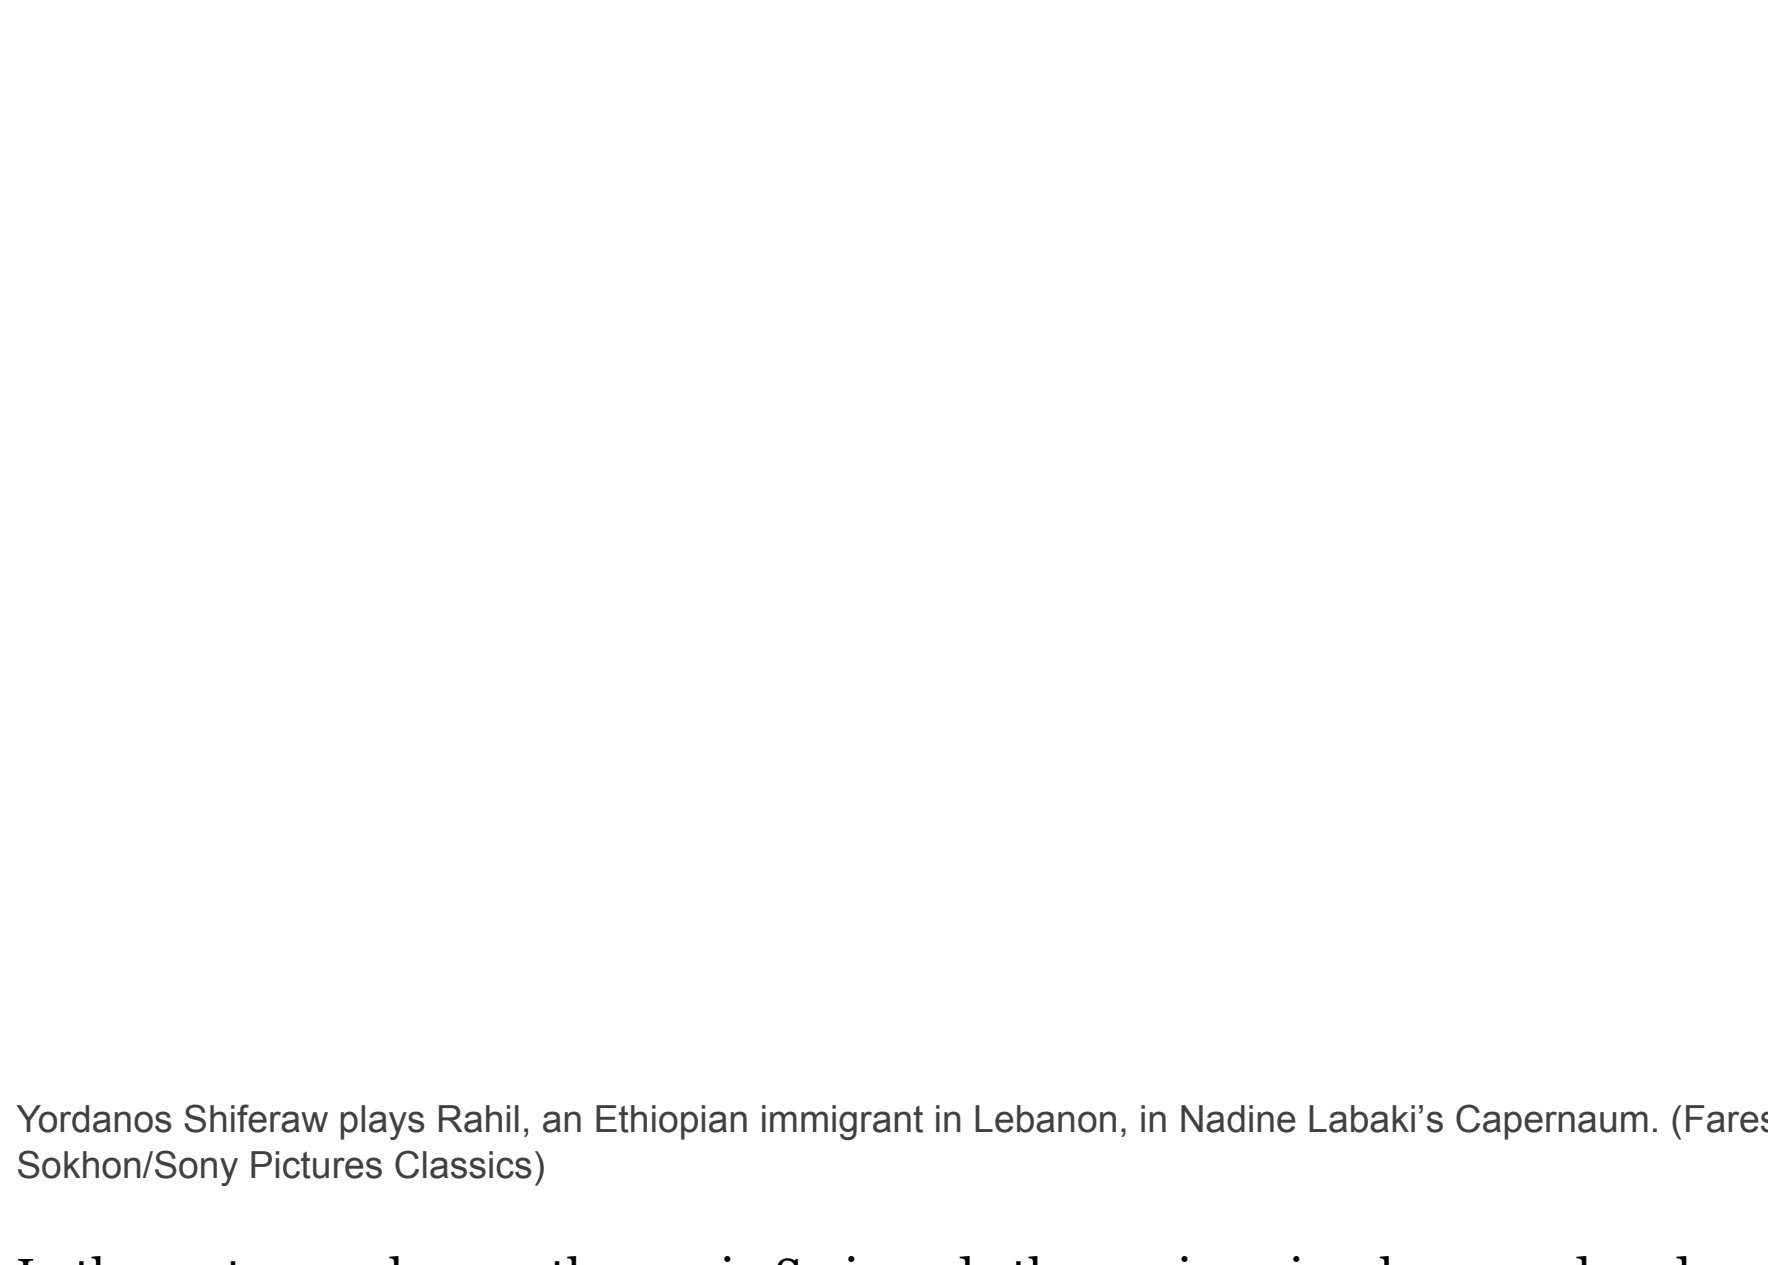 Yordanos Shiferaw plays Rahil, an Ethiopian immigrant in Lebanon, in Nadine Labaki’s Capernaum. (Fares
Sokhon/Sony Pictures Classics)